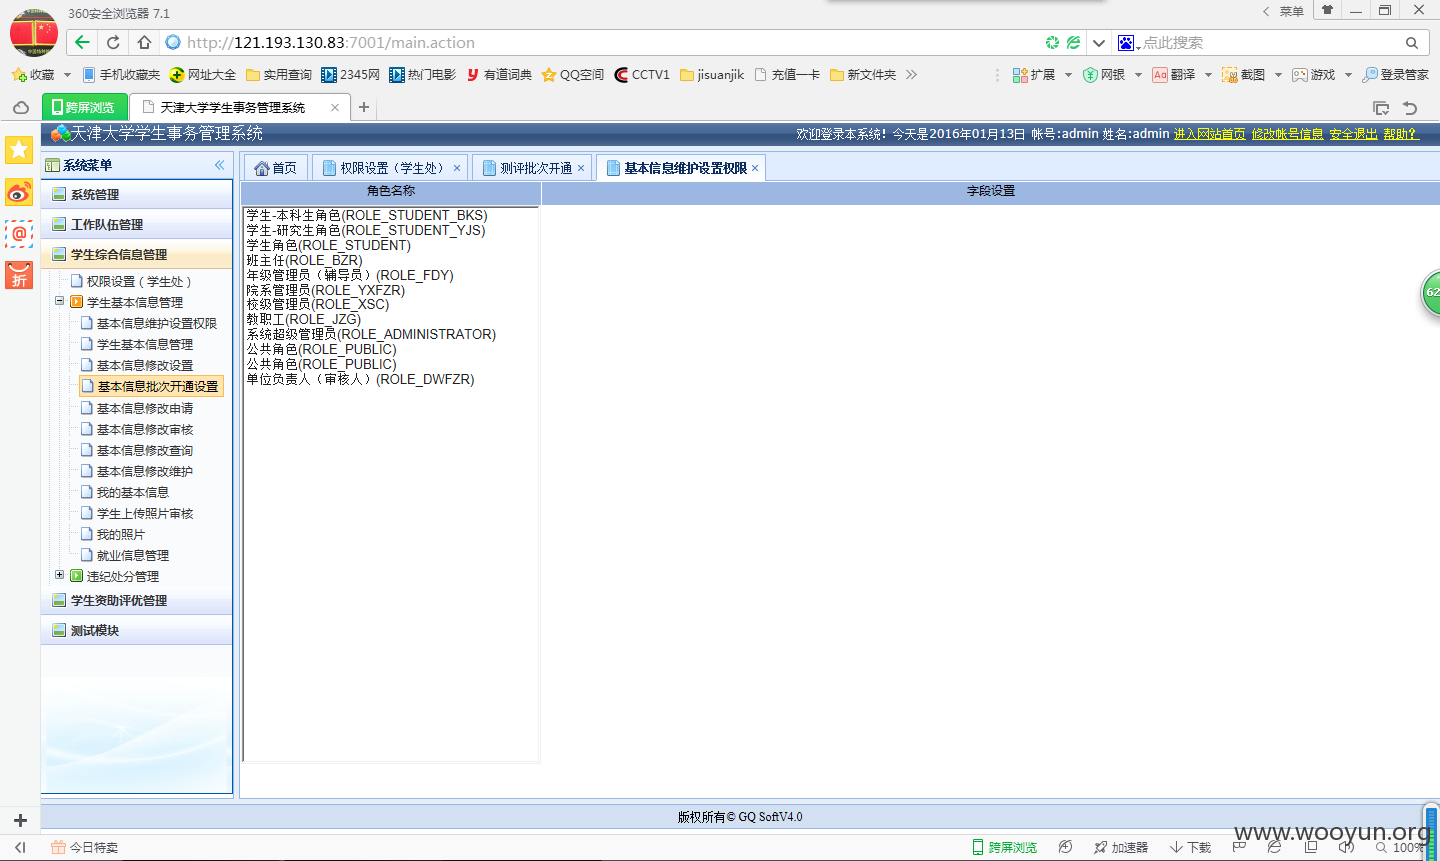 360安全浏览器 7.1
菜单
http://121.193.130.83:7001/main.action
点此搜索
收藏 手机收藏夹 网址大全 实用查询 2345网 热门电影 有道词典 QQ空间 CCTV1 jisuanjik 充值一卡 新文件夹 扩展 网银 Aあ 翻译 截图 游戏 登录管家
跨屏浏览 天津大学学生事务管理系统
天津大学学生事务管理系统
欢迎登录本系统! 今天是2016年01月13日 帐号:admin 姓名:admin 进入网站首页 修改帐号信息 安全退出 帮助?
系统菜单
首页 权限设置（学生处） 测评批次开通 基本信息维护设置权限
角色名称 字段设置
系统管理
工作队伍管理
学生综合信息管理
权限设置（学生处）
学生基本信息管理
基本信息维护设置权限
学生基本信息管理
基本信息修改设置
基本信息批次开通设置
基本信息修改申请
基本信息修改审核
基本信息修改查询
基本信息修改维护
我的基本信息
学生上传照片审核
我的照片
就业信息管理
违纪处分管理
学生资助评优管理
测试模块
学生-本科生角色(ROLE_STUDENT_BKS)
学生-研究生角色(ROLE_STUDENT_YJS)
学生角色(ROLE_STUDENT)
班主任(ROLE_BZR)
年级管理员（辅导员）(ROLE_FDY)
院系管理员(ROLE_YXFZR)
校级管理员(ROLE_XSC)
教职工(ROLE_JZG)
系统超级管理员(ROLE_ADMINISTRATOR)
公共角色(ROLE_PUBLIC)
公共角色(ROLE_PUBLIC)
单位负责人（审核人）(ROLE_DWFZR)
折
62
版权所有© GQ SoftV4.0
www.wooyun.org
今日特卖 跨屏浏览 加速器 下载 100%